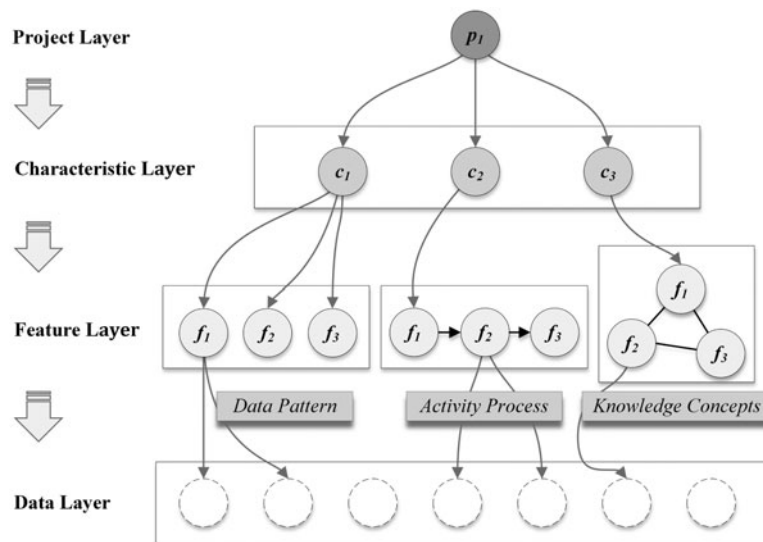 Project Layer
p1
Characteristic Layer
c1
c2
c3
Feature Layer
f1
f2
f3
f1
f2
f3
f1
f2
f3
Data Pattern
Activity Process
Knowledge Concepts
Data Layer